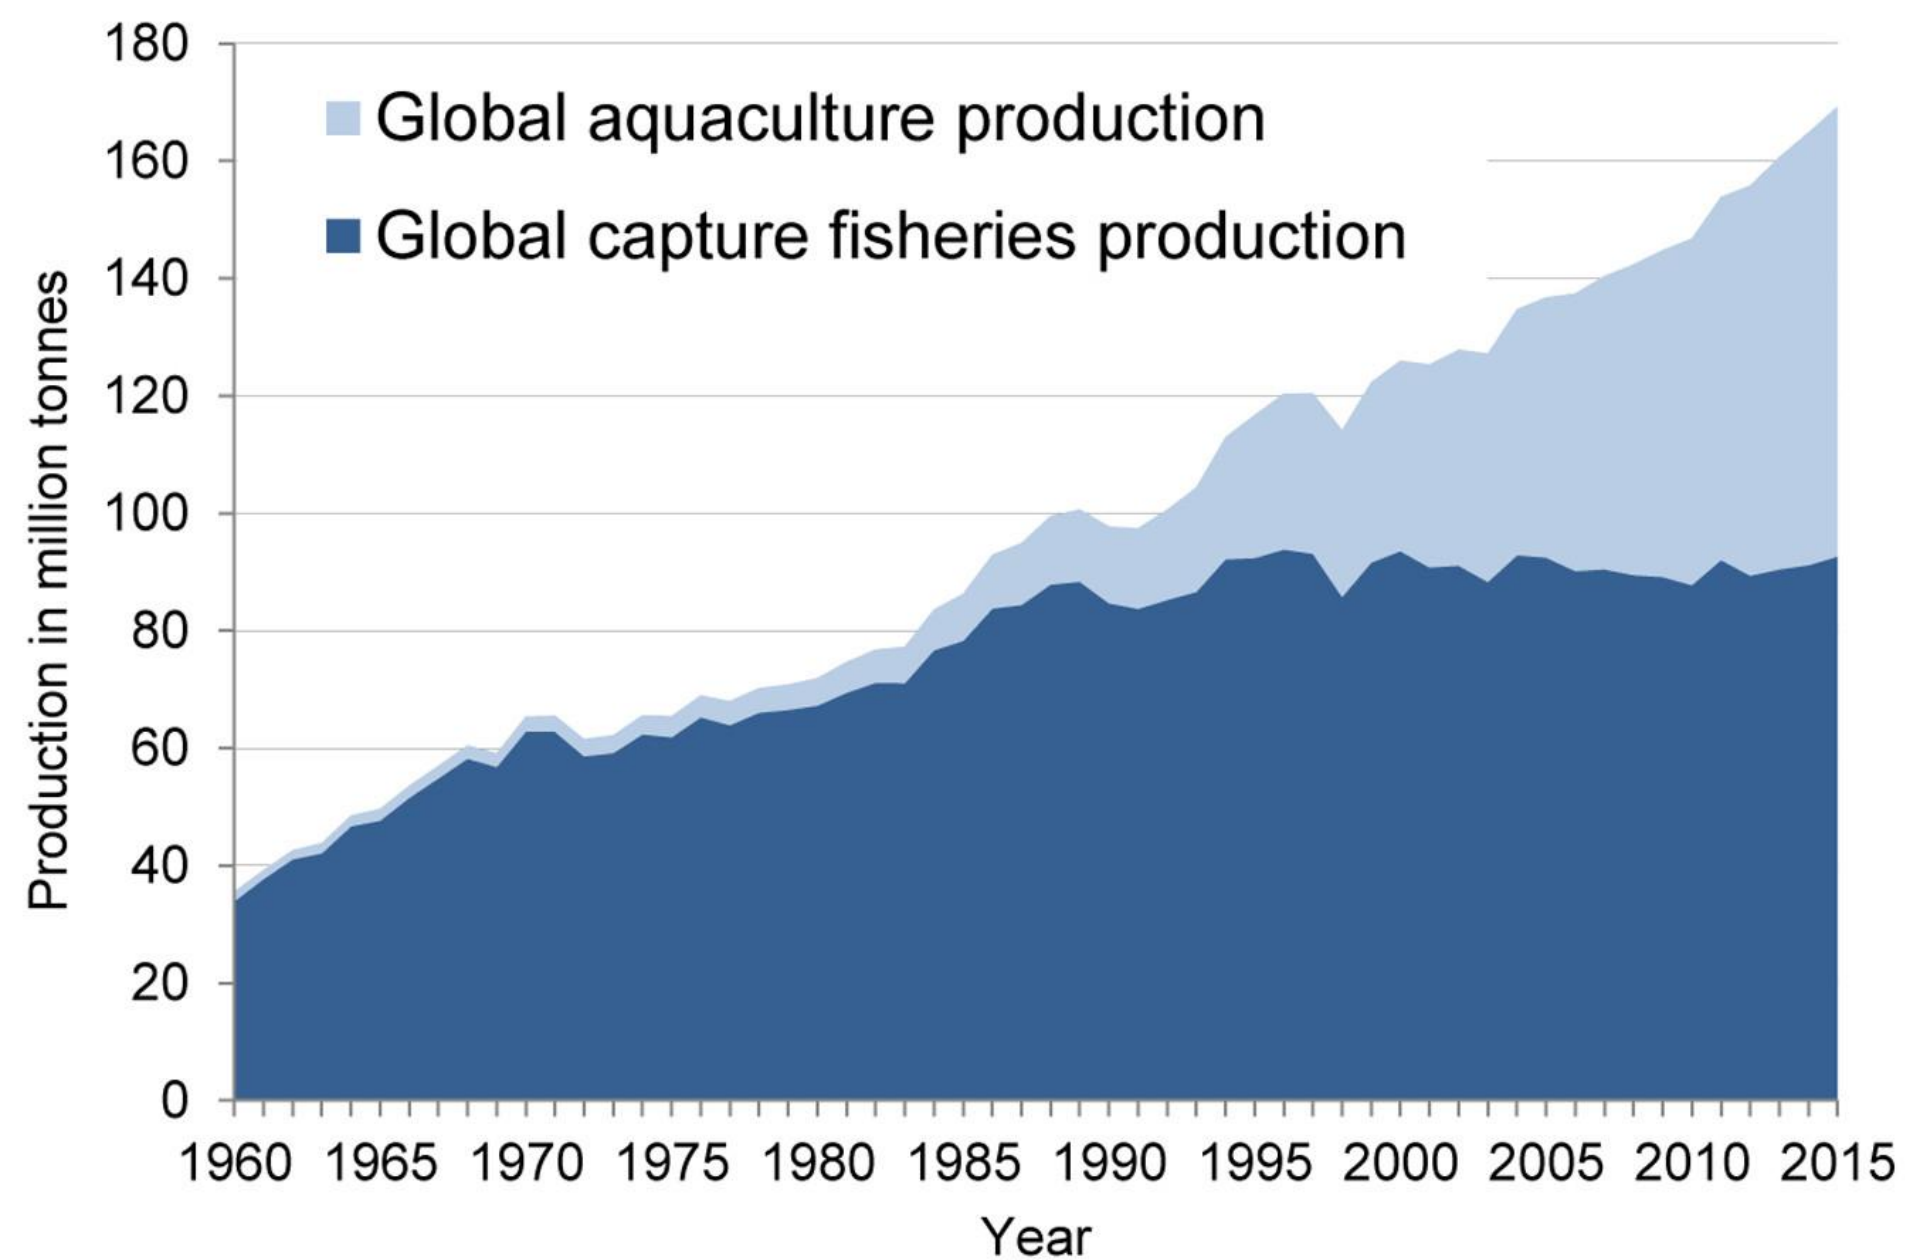 180
160
140
120
100
80
60
40
20
0
Production in million tonnes
Global aquaculture production
Global capture fisheries production
1960 1965 1970 1975 1980 1985 1990 1995 2000 2005 2010 2015
Year